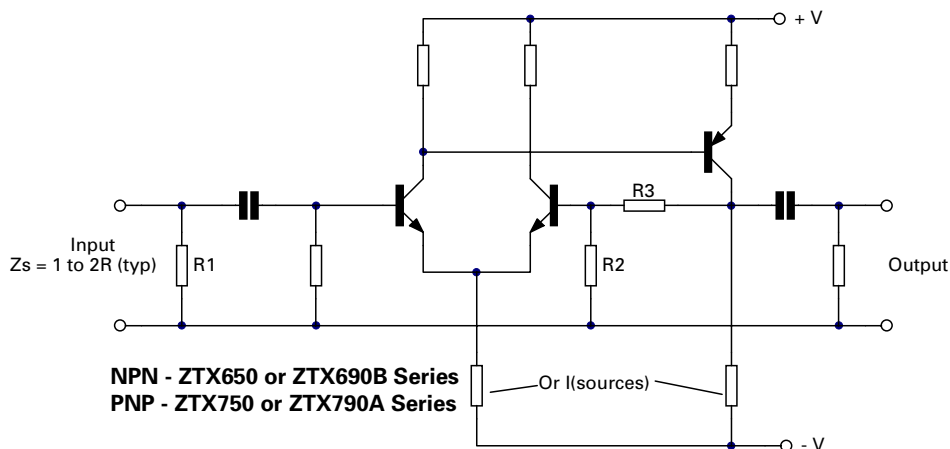 + V
R3
Input
Zs = 1 to 2R (typ)
R1
R2
Output
NPN - ZTX650 or ZTX690B Series
PNP - ZTX750 or ZTX790A Series
Or I(sources)
- V